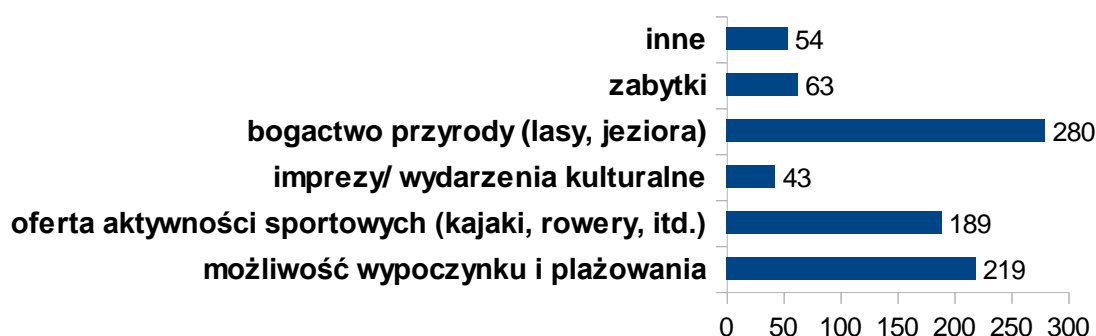 inne 54
zabytki 63
bogactwo przyrody (lasy, jeziora) 280
imprezy/ wydarzenia kulturalne 43
oferta aktywności sportowych (kajaki, rowery, itd.) 189
możliwość wypoczynku i plażowania 219
0 50 100 150 200 250 300